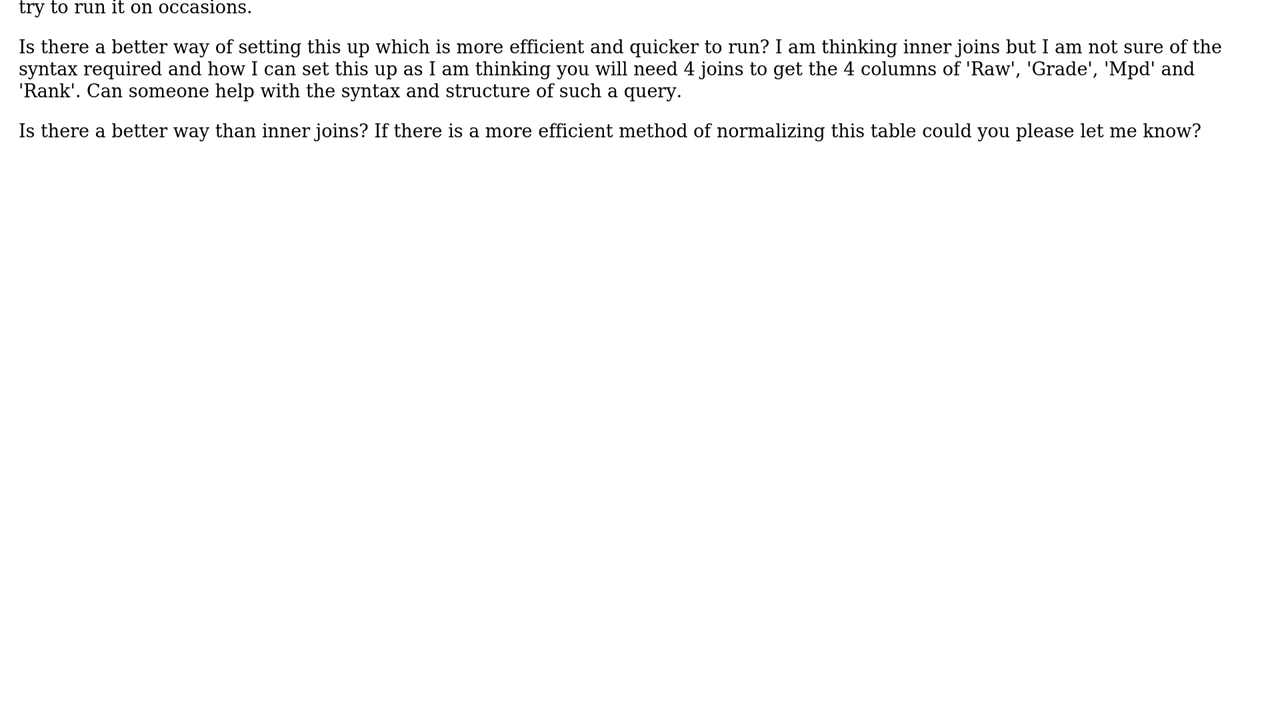 try to run it on occasions.
Is there a better way of setting this up which is more efficient and quicker to run? I am thinking inner joins but I am not sure of the
syntax required and how I can set this up as I am thinking you will need 4 joins to get the 4 columns of 'Raw', 'Grade', 'Mpd' and
'Rank'. Can someone help with the syntax and structure of such a query.
Is there a better way than inner joins? If there is a more efficient method of normalizing this table could you please let me know?